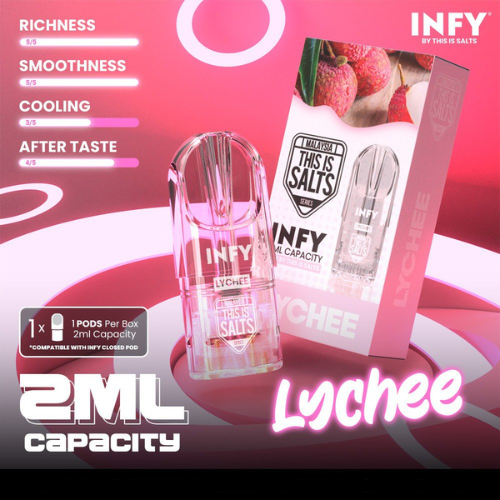 RICHNESS
5/5
SMOOTHNESS
5/5
COOLING
3/5
AFTER TASTE
4/5
INFY®
BY THIS IS SALTS
MALAYSIA
THIS IS
SALTS
SERIES
INFY
ML CAPACITY
LYCHEE
LYCHEE
INFY
INFY
LYCHEE
MALAYSIA
THIS IS
SALTS
1 x
1 PODS Per Box
2ml Capacity
*COMPATIBLE WITH INFY CLOSED POD
2ML
CAPACITY
Lychee